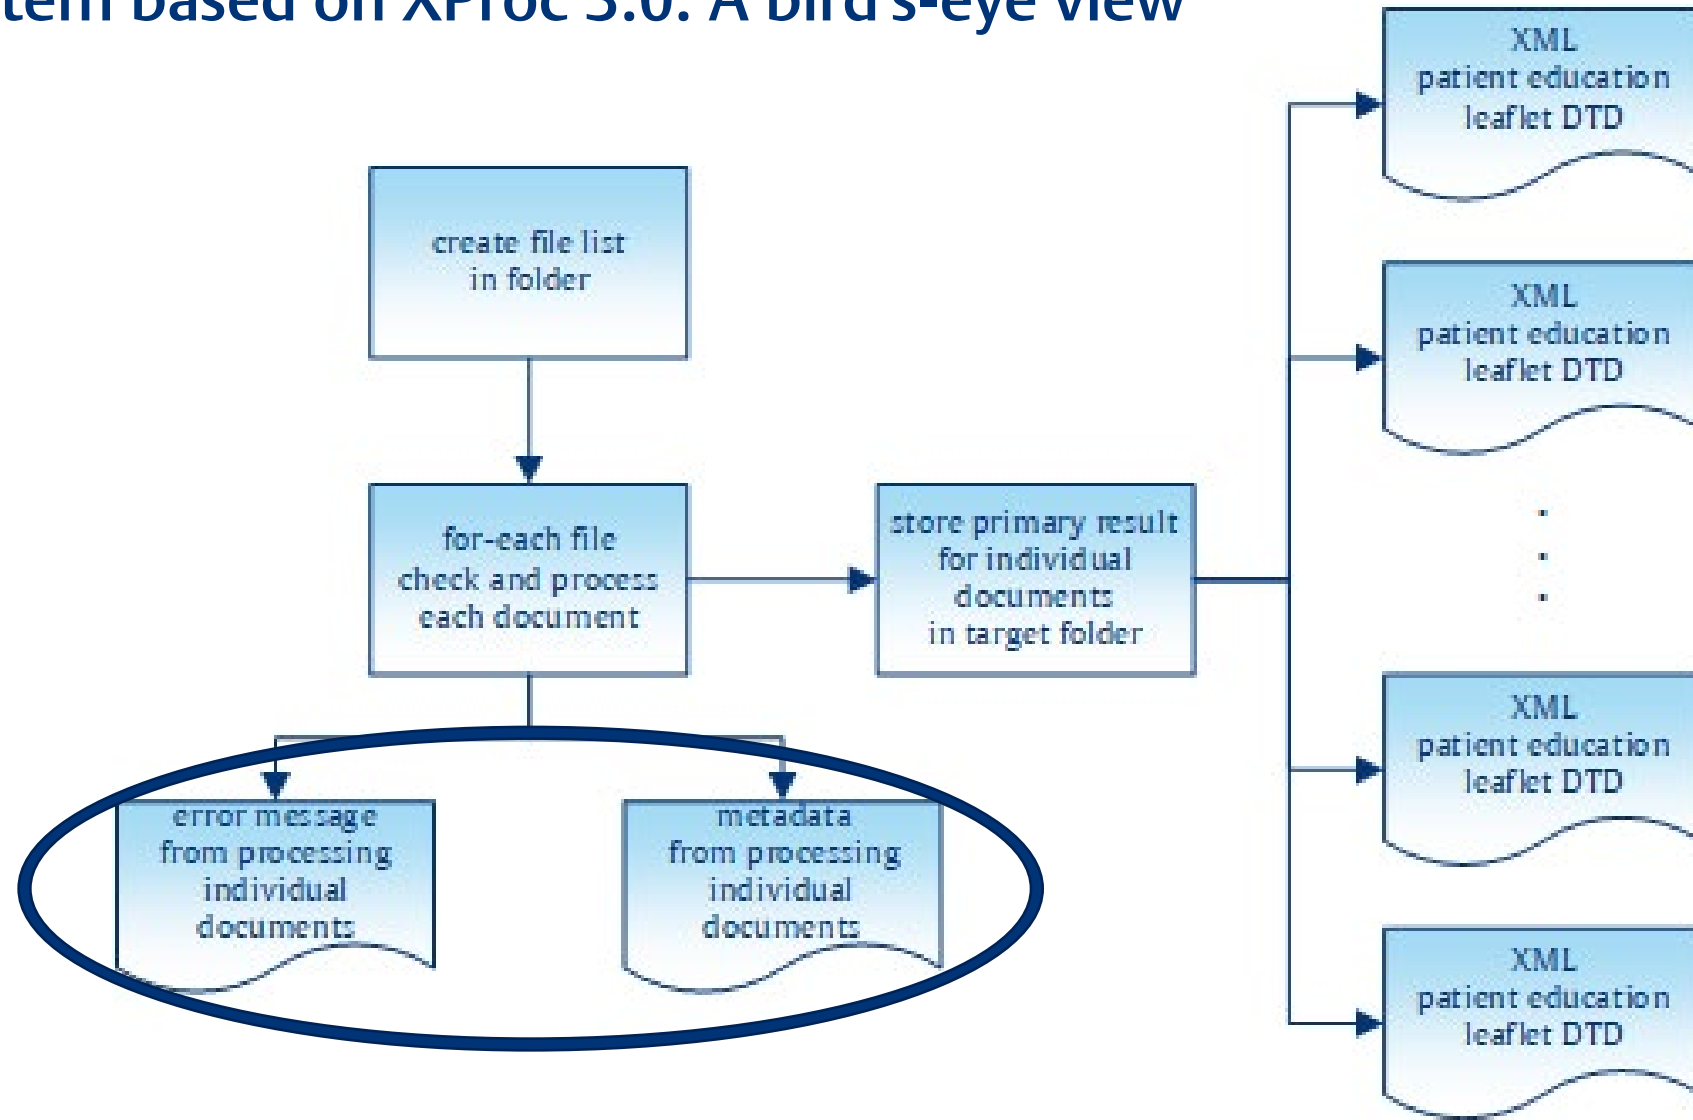 tem based on XProc 3.0: A bird's-eye view
XML
patient education
leaflet DTD
create file list
in folder
XML
patient education
leaflet DTD
for-each file
check and process
each document
store primary result
for individual
documents
in target folder
XML
patient education
leaflet DTD
error message
from processing
individual
documents
metadata
from processing
individual
documents
XML
patient education
leaflet DTD